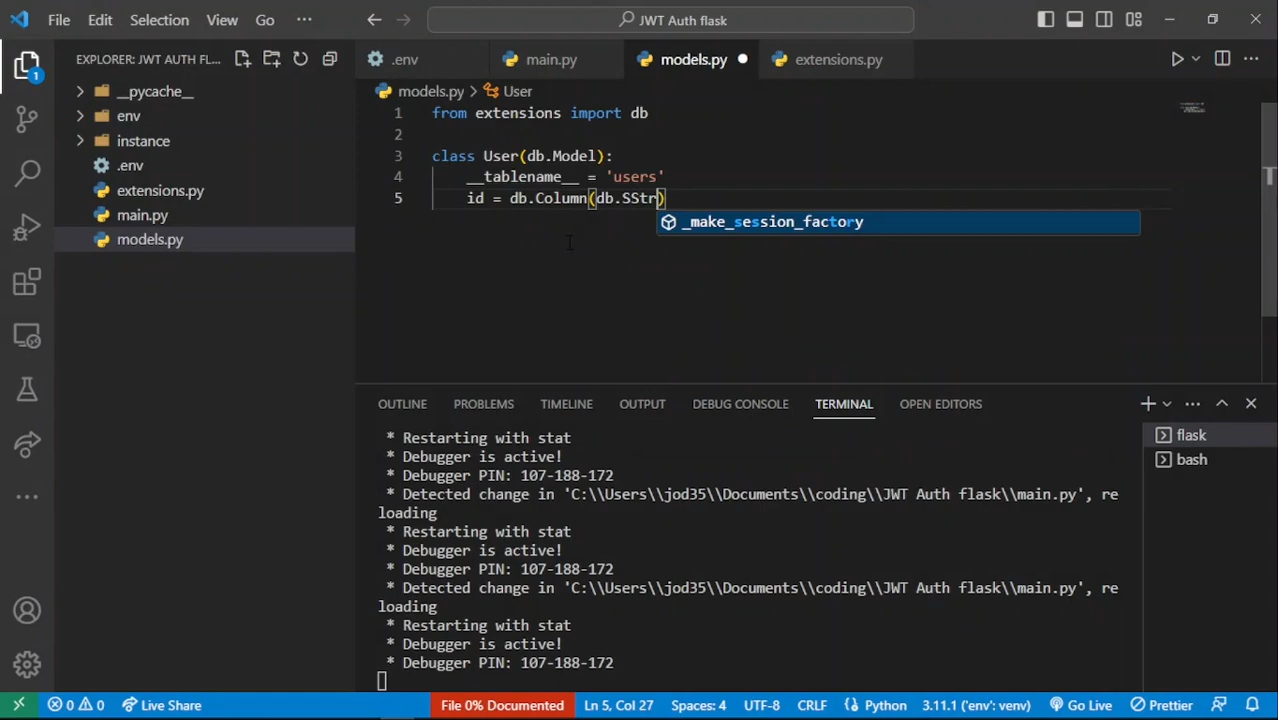 File Edit Selection View Go ··· JWT Auth flask
EXPLORER: JWT AUTH FL...
1
__pycache__
env
instance
.env
extensions.py
main.py
models.py
.env main.py models.py extensions.py
models.py > User
1 from extensions import db
2
3 class User(db.Model):
4 __tablename__ = 'users'
5 id = db.Column(db.SStr)
_make_session_factory
OUTLINE PROBLEMS TIMELINE OUTPUT DEBUG CONSOLE TERMINAL OPEN EDITORS
* Restarting with stat
* Debugger is active!
* Debugger PIN: 107-188-172
* Detected change in 'C:\\Users\\jod35\\Documents\\coding\\JWT Auth flask\\main.py', re
loading
* Restarting with stat
* Debugger is active!
* Debugger PIN: 107-188-172
* Detected change in 'C:\\Users\\jod35\\Documents\\coding\\JWT Auth flask\\main.py', re
loading
* Restarting with stat
* Debugger is active!
* Debugger PIN: 107-188-172
flask
bash
0 0 Live Share File 0% Documented Ln 5, Col 27 Spaces: 4 UTF-8 CRLF Python 3.11.1 ('env': venv) Go Live Prettier